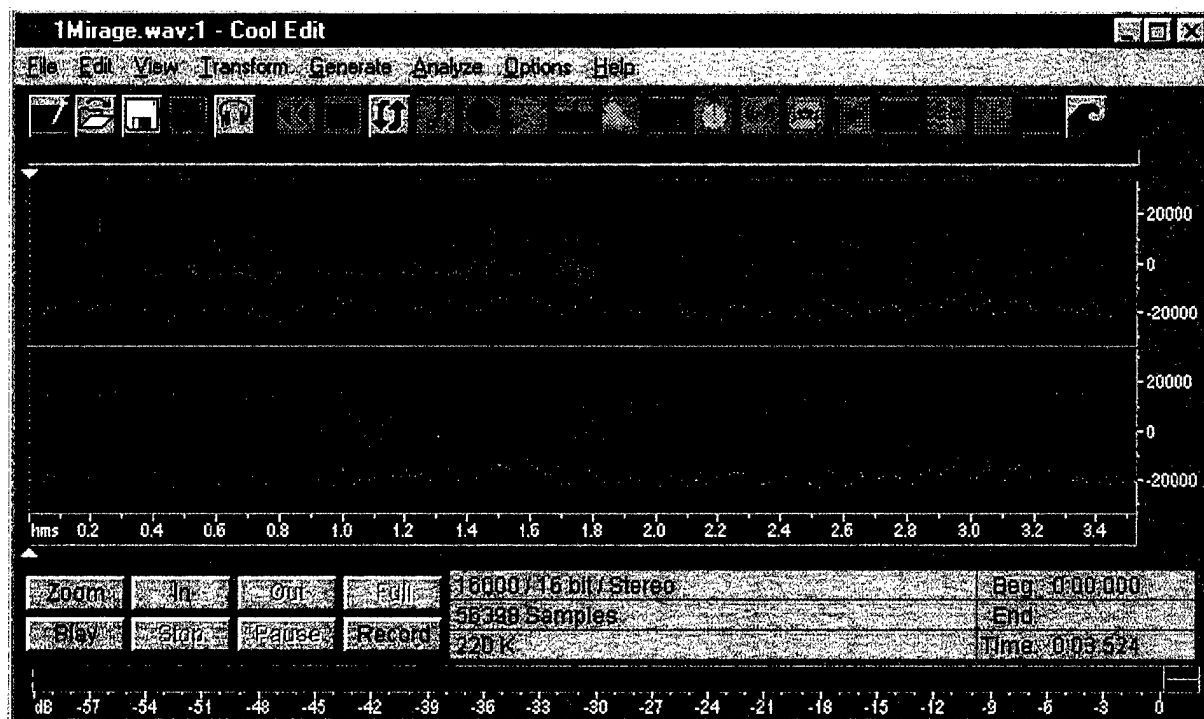 1Mirage.wav;1 - Cool Edit
File Edit View Transform Generate Analyze Options Help
20000
0
-20000
20000
0
-20000
hms 0.2 0.4 0.6 0.8 1.0 1.2 1.4 1.6 1.8 2.0 2.2 2.4 2.6 2.8 3.0 3.2 3.4
Zoom In Out Full 16000 / 16 bit / Stereo Beg 0:00.000
56398 Samples End
Play Stop Pause Record 220 K Time 0:03.524
dB -57 -54 -51 -48 -45 -42 -39 -36 -33 -30 -27 -24 -21 -18 -15 -12 -9 -6 -3 0